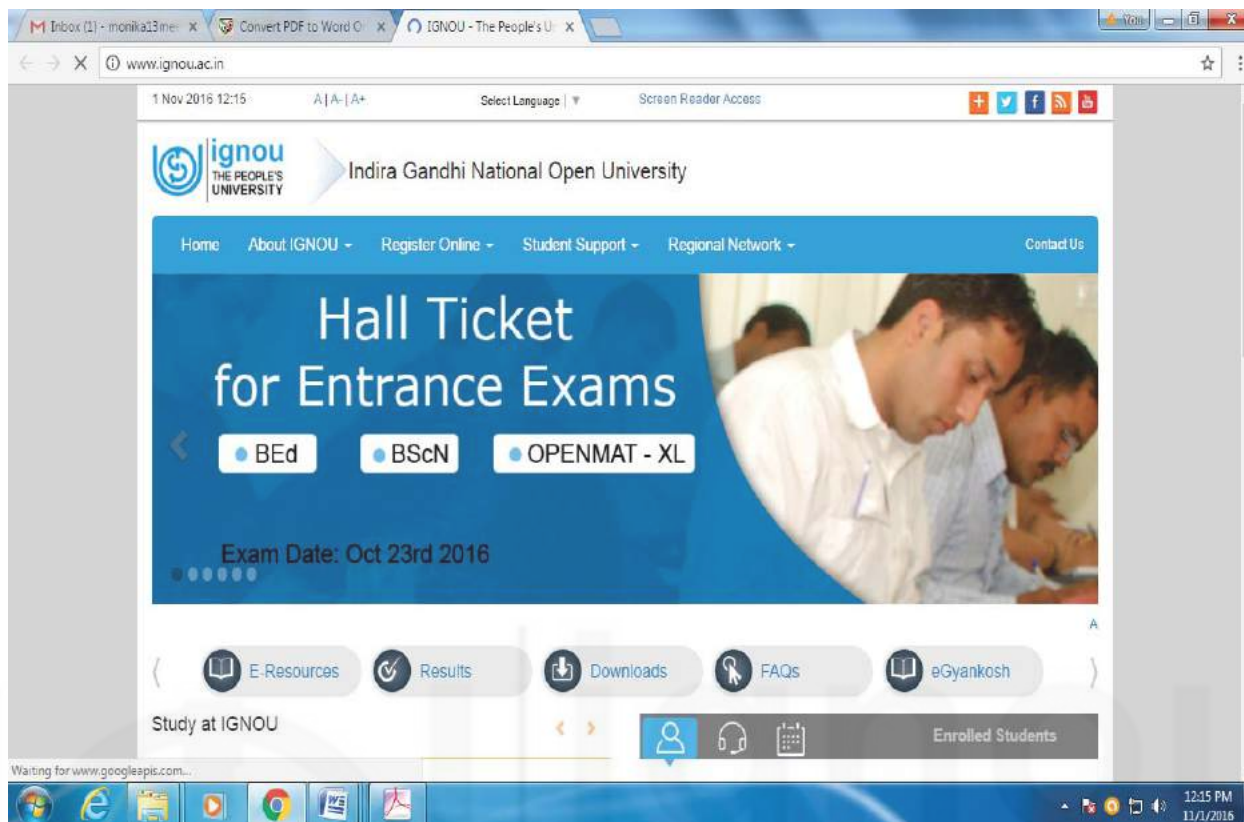 Inbox (1) - monika13mee
Convert PDF to Word O
IGNOU - The People's U
You
www.ignou.ac.in
1 Nov 2016 12:15
A | A- | A+
Select Language | ▼
Screen Reader Access
ignou
THE PEOPLE'S
UNIVERSITY
Indira Gandhi National Open University
Home
About IGNOU
Register Online
Student Support
Regional Network
Contact Us
Hall Ticket
for Entrance Exams
BEd
BScN
OPENMAT - XL
Exam Date: Oct 23rd 2016
A
E-Resources
Results
Downloads
FAQs
eGyankosh
Study at IGNOU
Enrolled Students
Waiting for www.googleapis.com...
12:15 PM
11/1/2016